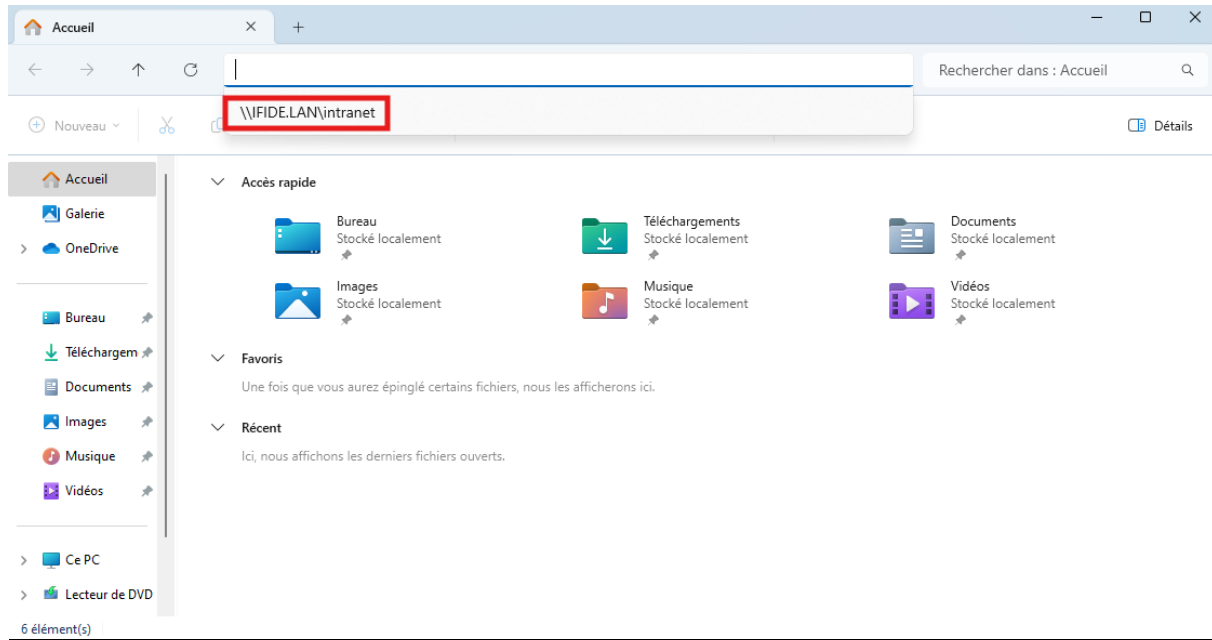 Accueil
Rechercher dans : Accueil
\\IFIDE.LAN\intranet
Nouveau
Détails
Accueil
Galerie
OneDrive
Bureau
Téléchargem
Documents
Images
Musique
Vidéos
Ce PC
Lecteur de DVD
Accès rapide
Bureau
Stocké localement
Téléchargements
Stocké localement
Documents
Stocké localement
Images
Stocké localement
Musique
Stocké localement
Vidéos
Stocké localement
Favoris
Une fois que vous aurez épinglé certains fichiers, nous les afficherons ici.
Récent
Ici, nous affichons les derniers fichiers ouverts.
6 élément(s)